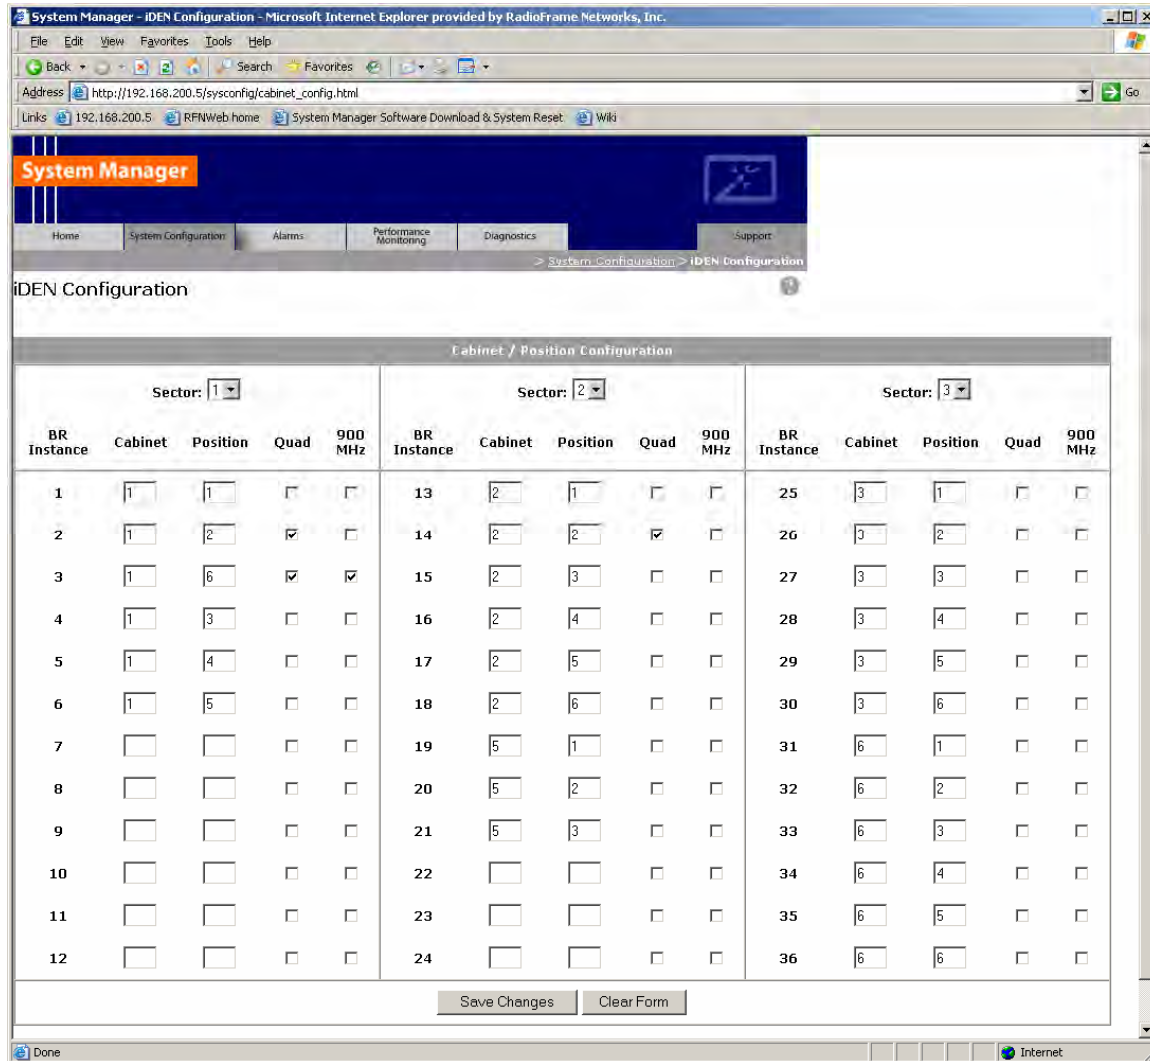 System Manager - iDEN Configuration - Microsoft Internet Explorer provided by RadioFrame Networks, Inc.
File Edit View Favorites Tools Help
Back Search Favorites
Address http://192.168.200.5/sysconfig/cabinet_config.html Go
Links 192.168.200.5 RFNWeb home System Manager Software Download & System Reset Wiki
System Manager
Home System Configuration Alarms Performance Monitoring Diagnostics Support
> System Configuration > iDEN Configuration
iDEN Configuration
Cabinet / Position Configuration
Sector: 1 Sector: 2 Sector: 3
BR Instance Cabinet Position Quad 900 MHz BR Instance Cabinet Position Quad 900 MHz BR Instance Cabinet Position Quad 900 MHz
1 1 1 13 2 1 25 3 1
2 1 2 14 2 2 26 3 2
3 1 6 15 2 3 27 3 3
4 1 3 16 2 4 28 3 4
5 1 4 17 2 5 29 3 5
6 1 5 18 2 6 30 3 6
7 19 5 1 31 6 1
8 20 5 2 32 6 2
9 21 5 3 33 6 3
10 22 34 6 4
11 23 35 6 5
12 24 36 6 6
Save Changes Clear Form
Done Internet